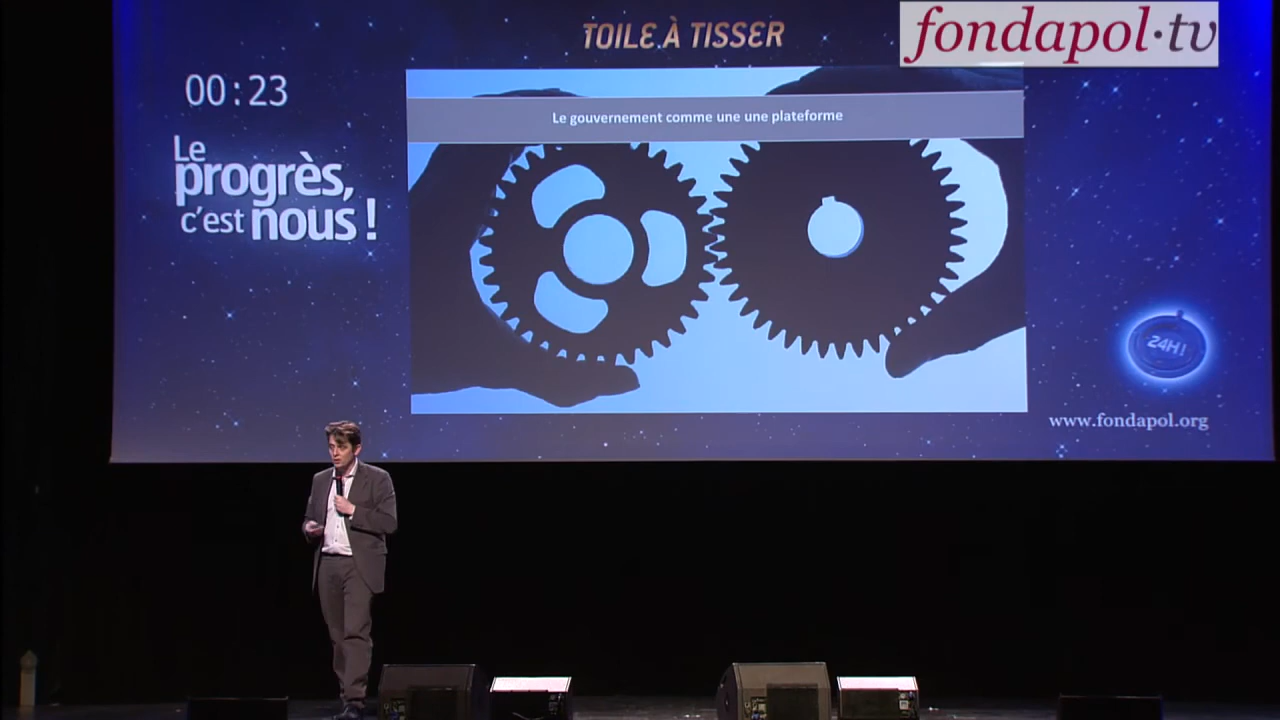 TOILE À TISSER
fondapol·tv
00:23
Le gouvernement comme une une plateforme
Le
progrès,
c'est nous !
24H!
www.fondapol.org